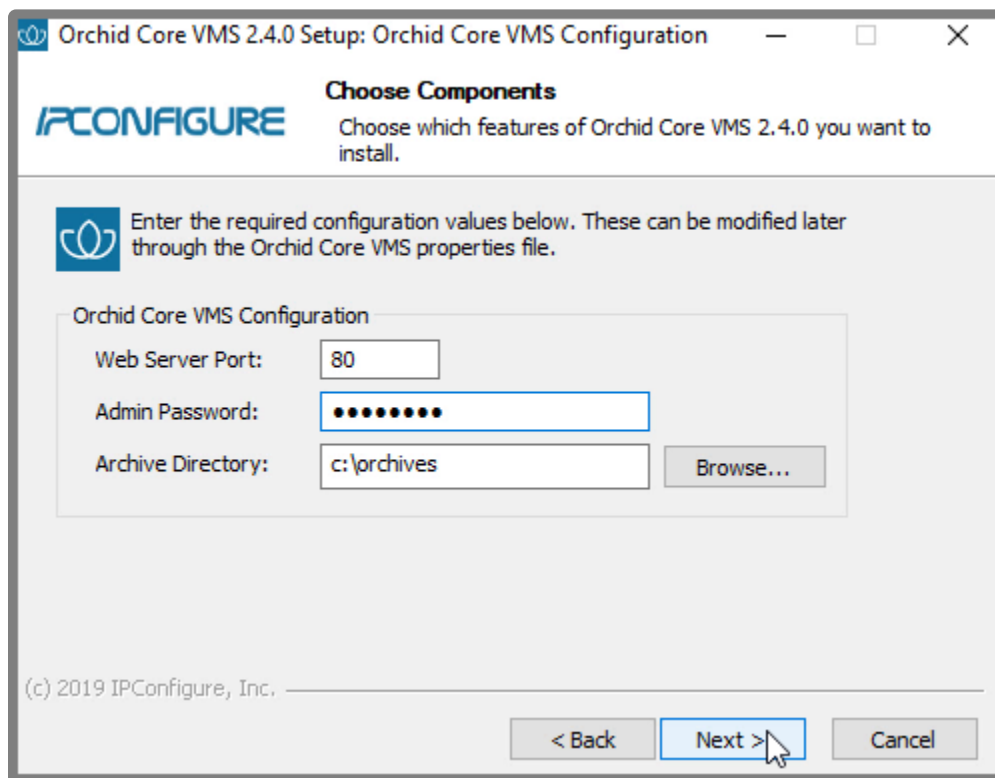 Orchid Core VMS 2.4.0 Setup: Orchid Core VMS Configuration
IPCONFIGURE
Choose Components
Choose which features of Orchid Core VMS 2.4.0 you want to
install.
Enter the required configuration values below. These can be modified later
through the Orchid Core VMS properties file.
Orchid Core VMS Configuration
Web Server Port: 80
Admin Password: ●●●●●●●●
Archive Directory: c:\orchives Browse...
(c) 2019 IPConfigure, Inc.
< Back Next > Cancel